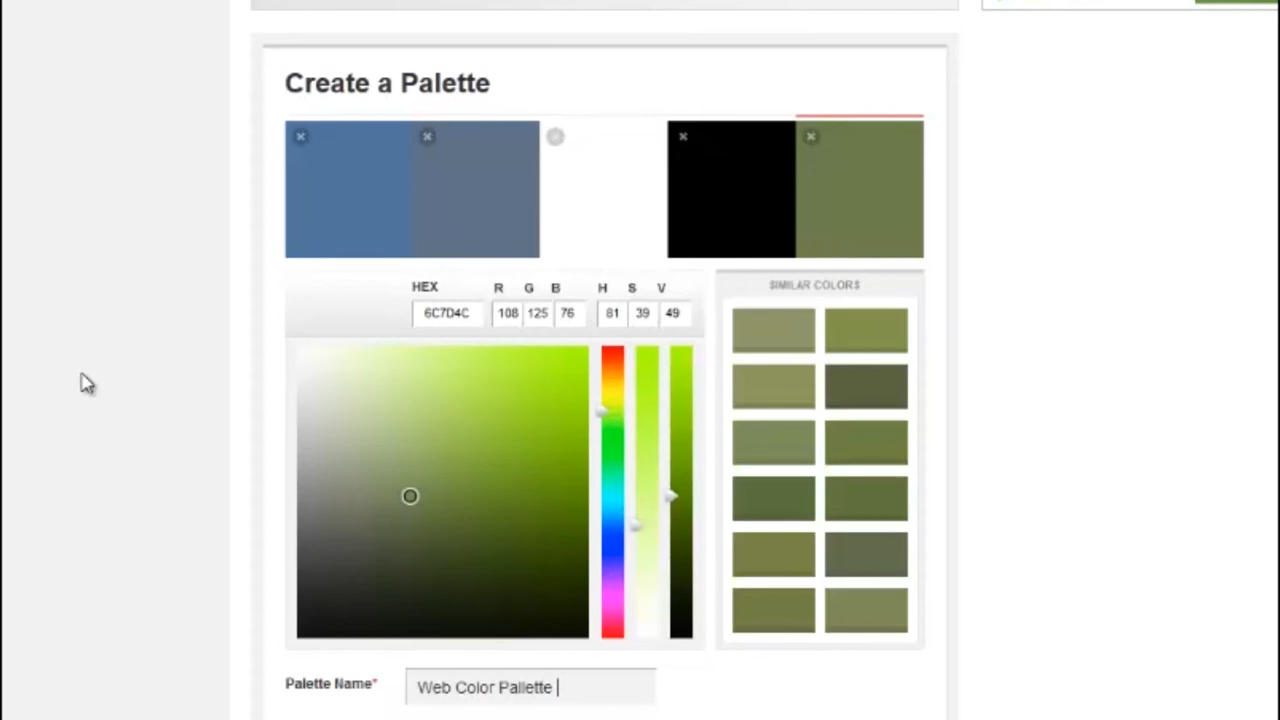 Create a Palette
HEX R G B H S V
6C7D4C 108 125 76 81 39 49
SIMILAR COLORS
Palette Name*
Web Color Pallette